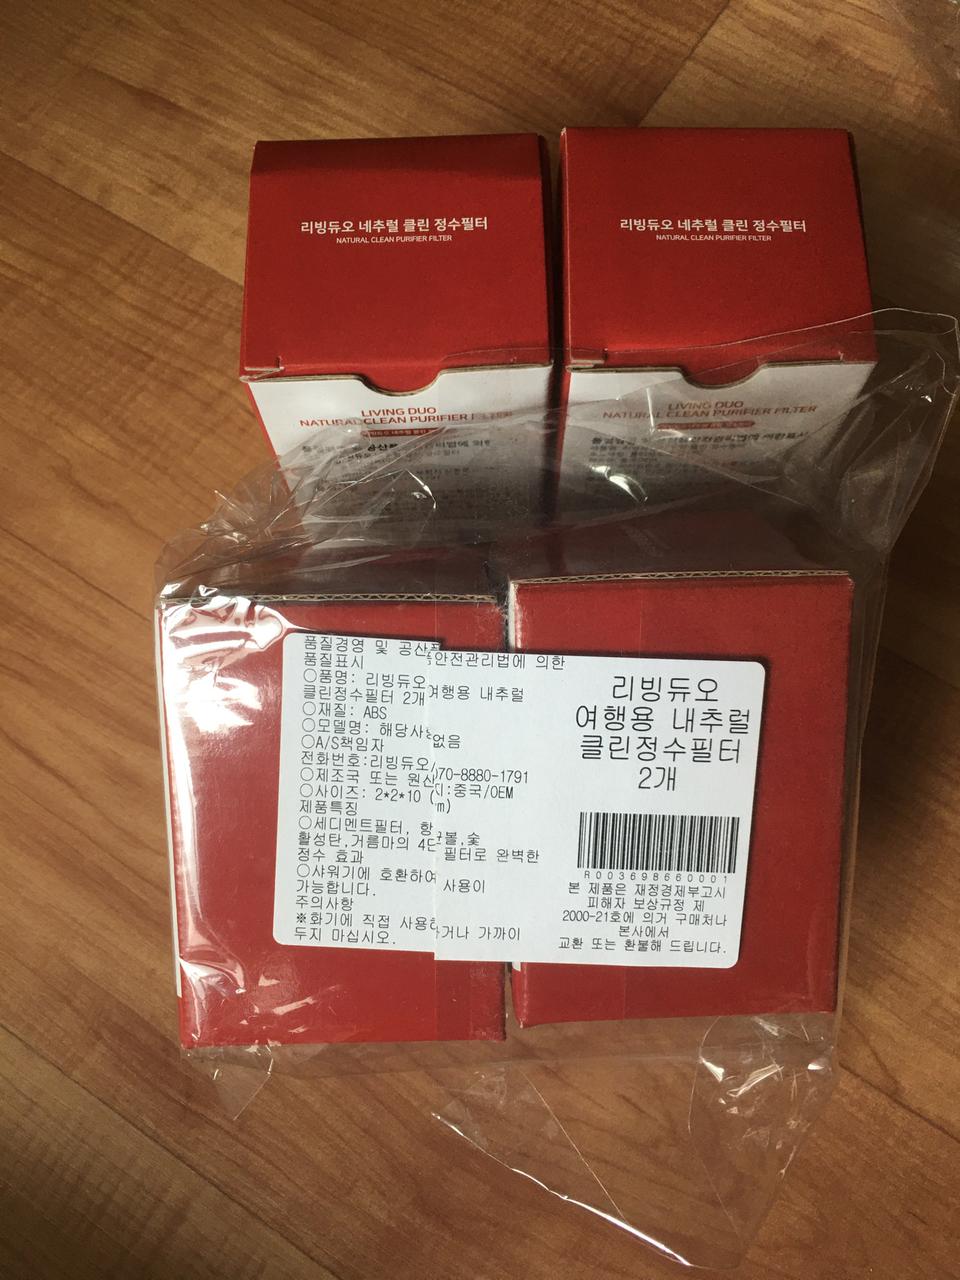 리빙듀오 네추럴 클린 정수필터
NATURAL CLEAN PURIFIER FILTER
리빙듀오 네추럴 클린 정수필터
NATURAL CLEAN PURIFIER FILTER
LIVING DUO
NATURAL CLEAN PURIFIER FILTER
LIVING DUO
NATURAL CLEAN PURIFIER FILTER
품질경영 및 공산품안전관리법에 의한
품질표시
○품명: 리빙듀오 여행용 내추럴
클린정수필터 2개
○재질: ABS
○모델명: 해당사항없음
○A/S책임자
전화번호:리빙듀오/070-8880-1791
○제조국 또는 원산지:중국/OEM
○사이즈: 2*2*10 (cm)
제품특징
○세디멘트필터, 항균볼,숯
활성탄,거름마의 4단 필터로 완벽한
정수 효과
○샤워기에 호환하여 사용이
가능합니다.
주의사항
※화기에 직접 사용하거나 가까이
두지 마십시오.
리빙듀오
여행용 내추럴
클린정수필터
2개
R003698660001
본 제품은 재정경제부고시
피해자 보상규정 제
2000-21호에 의거 구매처나
본사에서
교환 또는 환불해 드립니다.